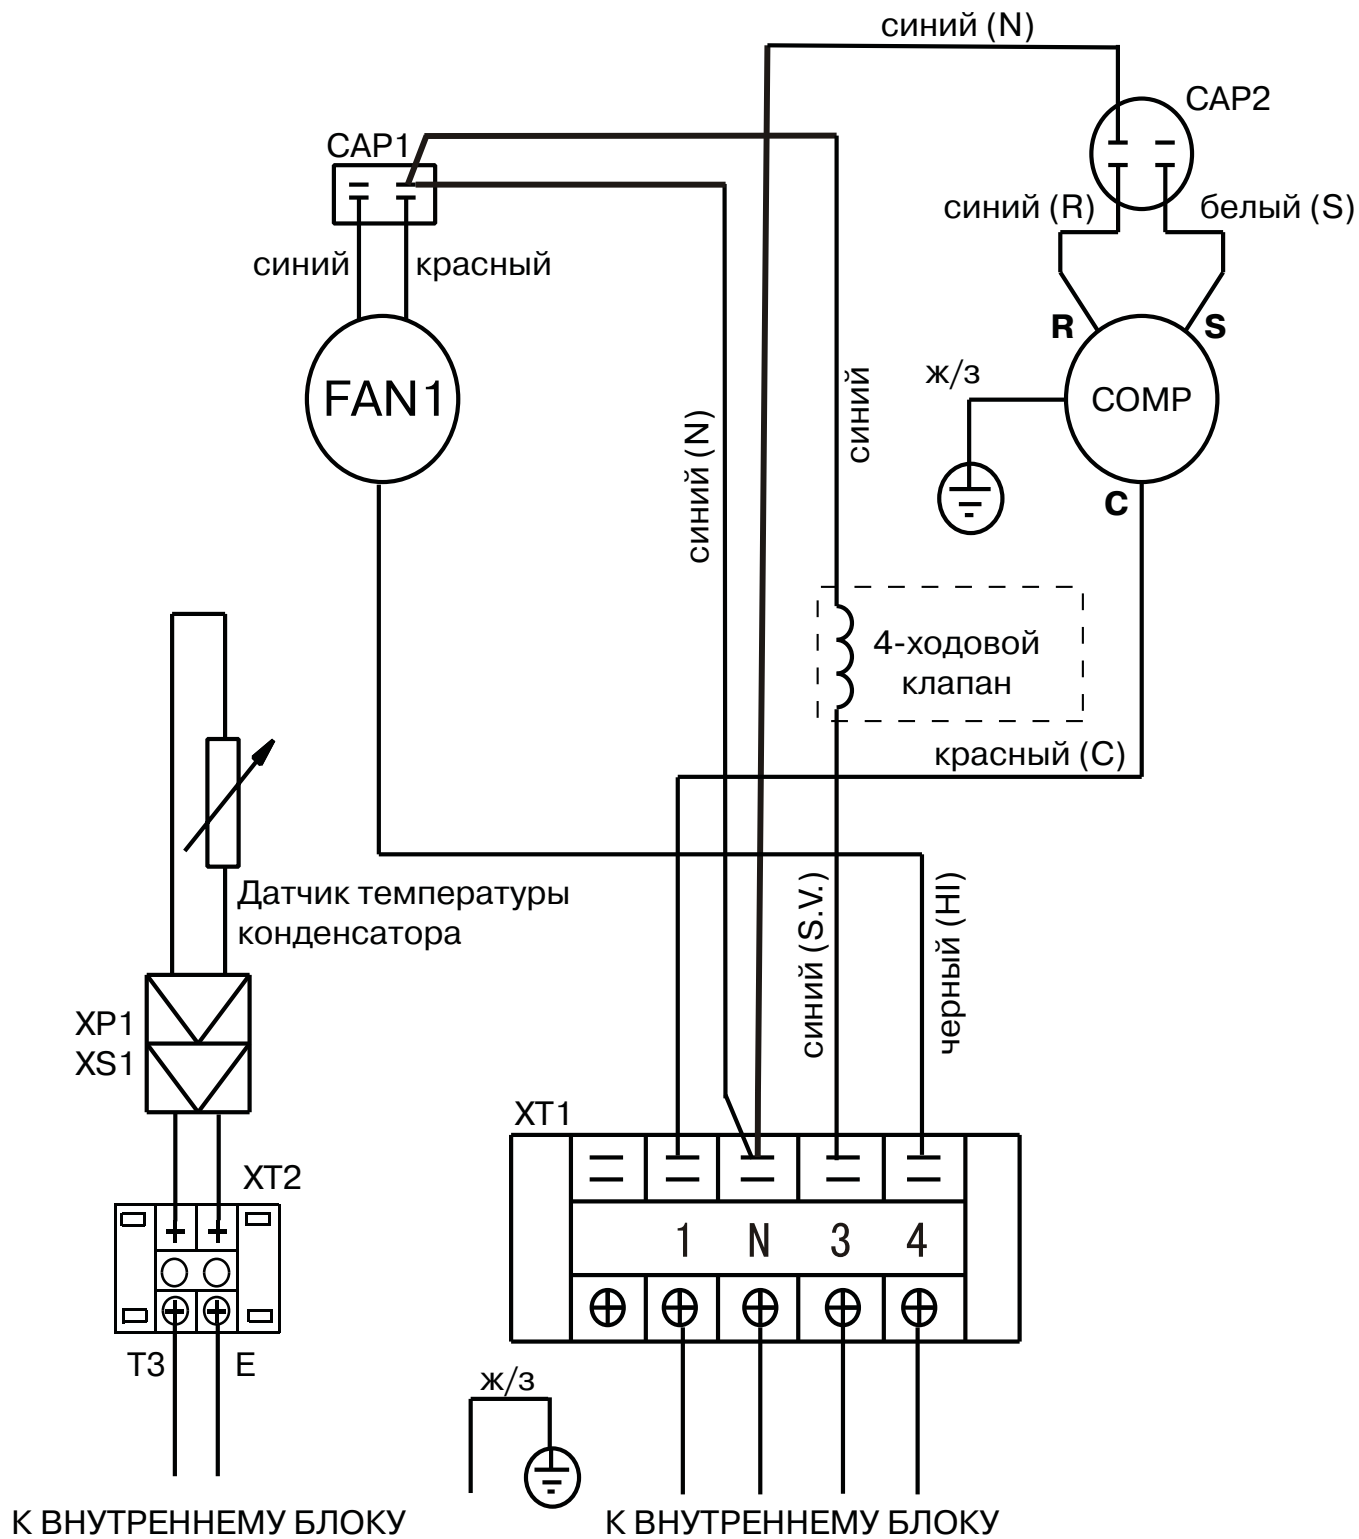 синий (N)
CAP2
CAP1
синий (R)
белый (S)
синий
красный
R
S
FAN1
COMP
ж/з
синий (N)
синий
C
4-ходовой
клапан
красный (C)
Датчик температуры
конденсатора
синий (S.V.)
черный (HI)
XP1
XS1
XT1
XT2
1 N 3 4
T3
E
ж/з
К ВНУТРЕННЕМУ БЛОКУ
К ВНУТРЕННЕМУ БЛОКУ